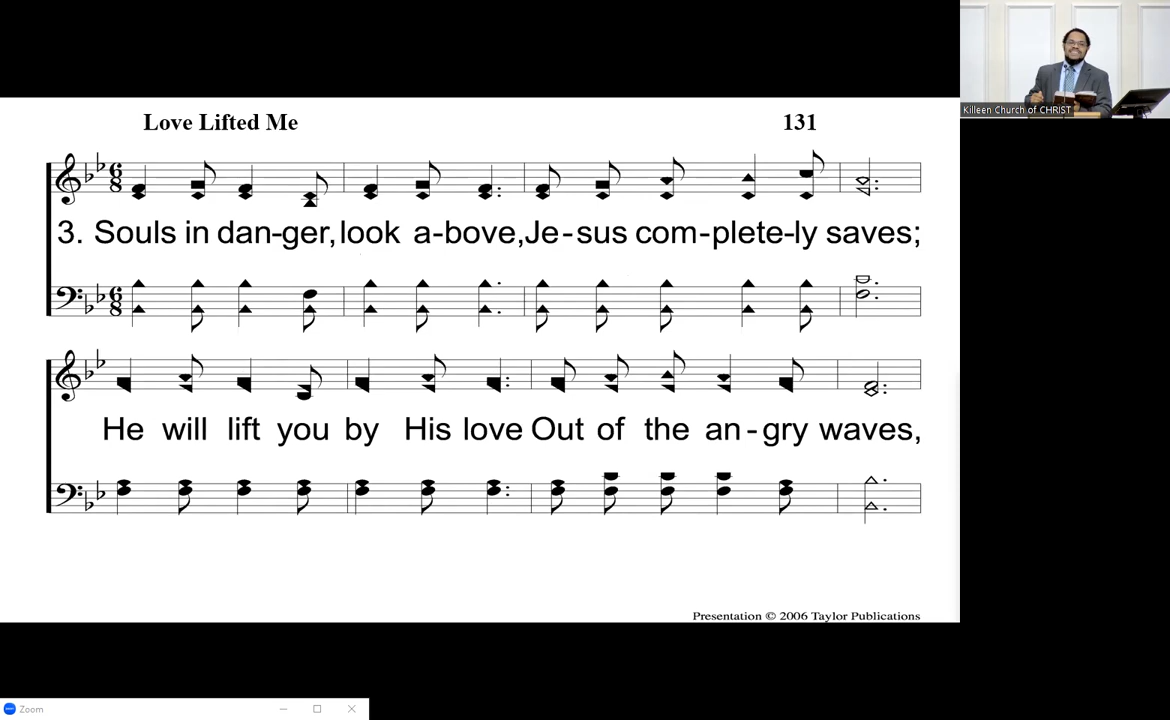 Killeen Church of CHRIST
Love Lifted Me 131
3. Souls in dan-ger, look a-bove, Je-sus com-plete-ly saves;
He will lift you by His love Out of the an-gry waves,
Presentation © 2006 Taylor Publications
Zoom